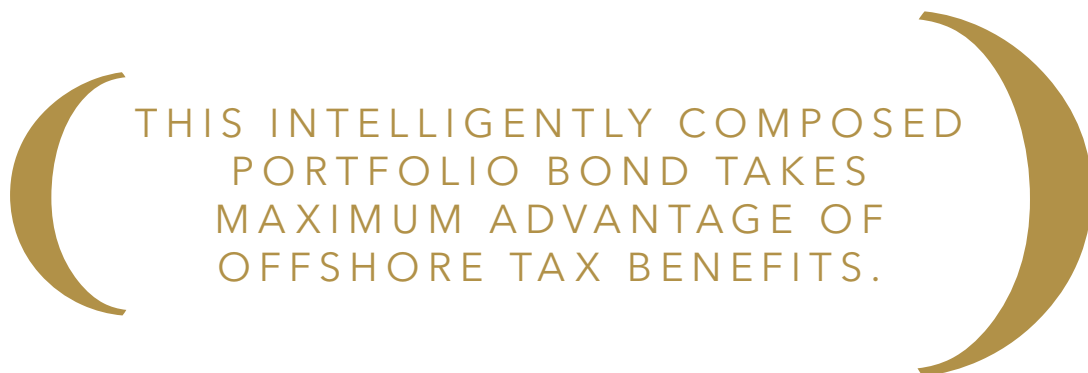 THIS INTELLIGENTLY COMPOSED
PORTFOLIO BOND TAKES
MAXIMUM ADVANTAGE OF
OFFSHORE TAX BENEFITS.